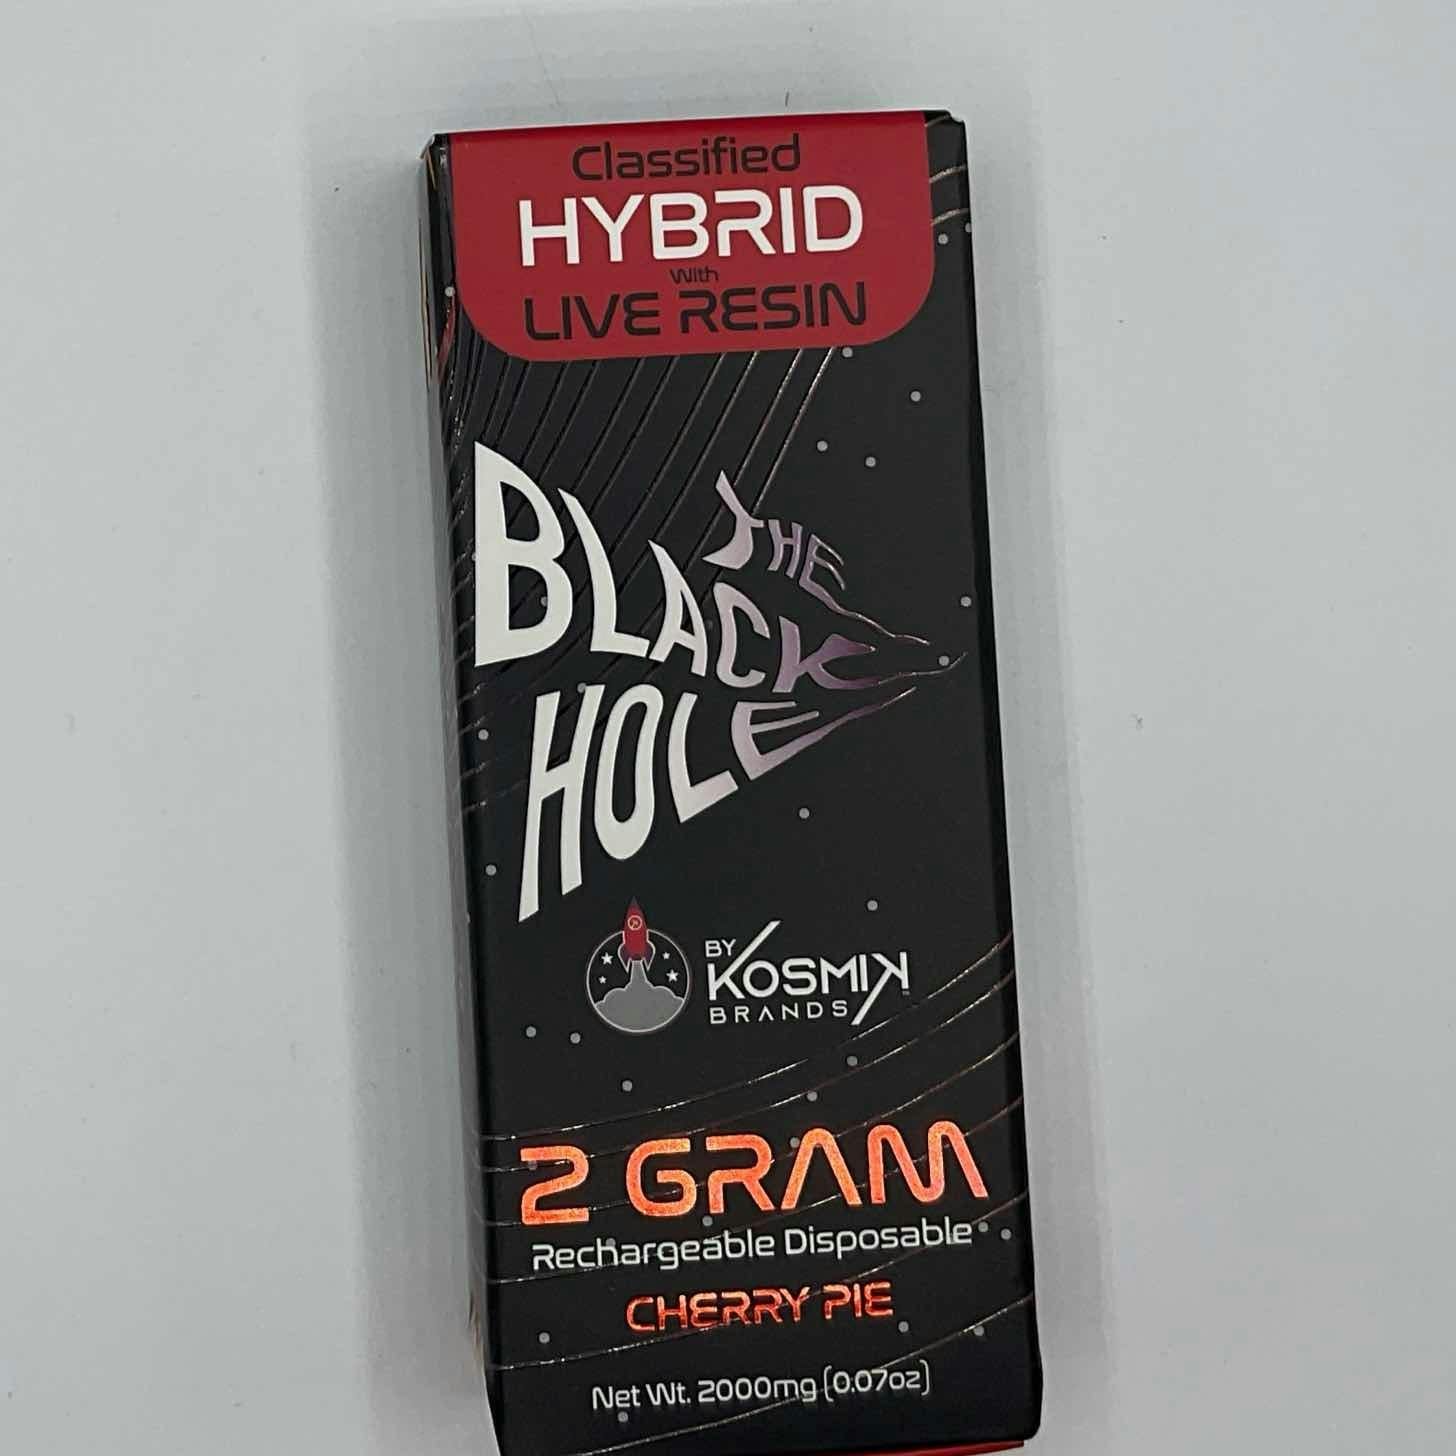 Classified
HYBRID
With
LIVE RESIN
THE
BLACK
HOLE
BY
KOSMIK
BRANDS
2 GRAM
Rechargeable Disposable
CHERRY PIE
Net Wt. 2000mg (0.07oz)